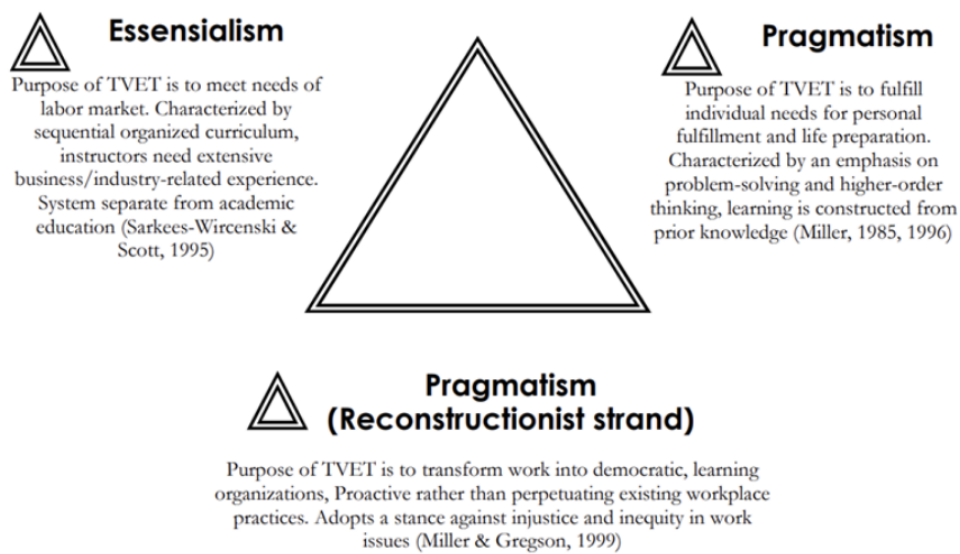 Essensialism
Purpose of TVET is to meet needs of
labor market. Characterized by
sequential organized curriculum,
instructors need extensive
business/industry-related experience.
System separate from academic
education (Sarkees-Wircenski &
Scott, 1995)
Pragmatism
Purpose of TVET is to fulfill
individual needs for personal
fulfillment and life preparation.
Characterized by an emphasis on
problem-solving and higher-order
thinking, learning is constructed from
prior knowledge (Miller, 1985, 1996)
Pragmatism
(Reconstructionist strand)
Purpose of TVET is to transform work into democratic, learning
organizations, Proactive rather than perpetuating existing workplace
practices. Adopts a stance against injustice and inequity in work
issues (Miller & Gregson, 1999)